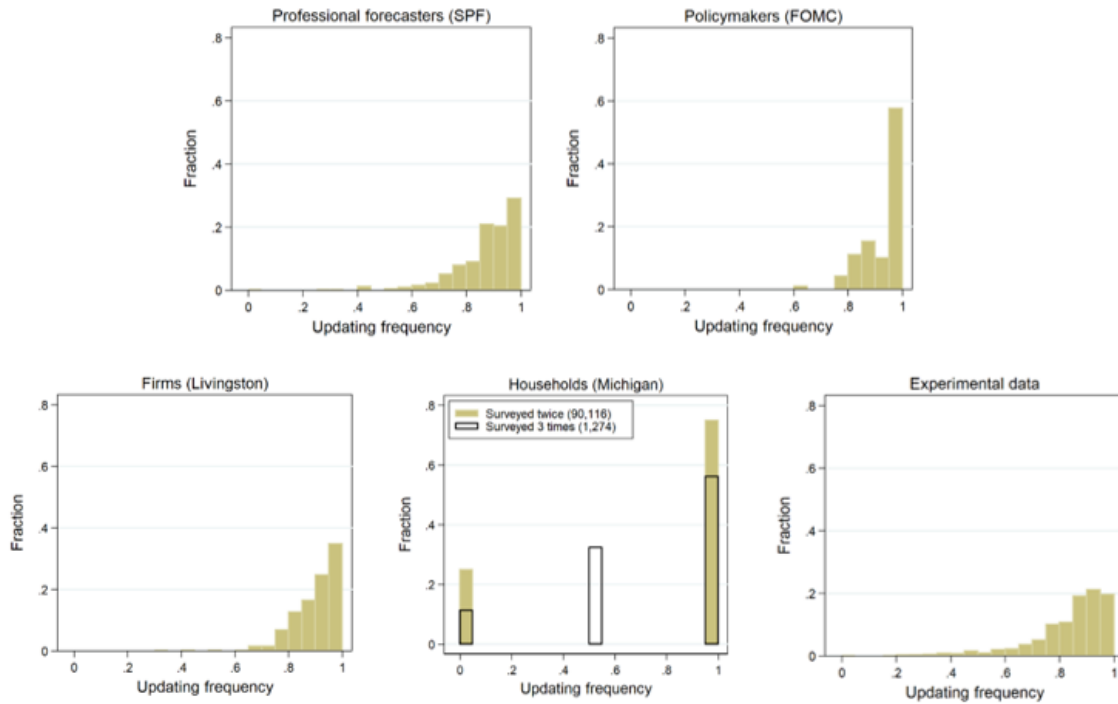 Professional forecasters (SPF)
.8
.6
.4
.2
0
Fraction
0 .2 .4 .6 .8 1
Updating frequency
Policymakers (FOMC)
.8
.6
.4
.2
0
Fraction
0 .2 .4 .6 .8 1
Updating frequency
Firms (Livingston)
.8
.6
.4
.2
0
Fraction
0 .2 .4 .6 .8 1
Updating frequency
Households (Michigan)
Surveyed twice (90,116)
Surveyed 3 times (1,274)
.8
.6
.4
.2
0
Fraction
0 .2 .4 .6 .8 1
Updating frequency
Experimental data
.8
.6
.4
.2
0
Fraction
0 .2 .4 .6 .8 1
Updating frequency